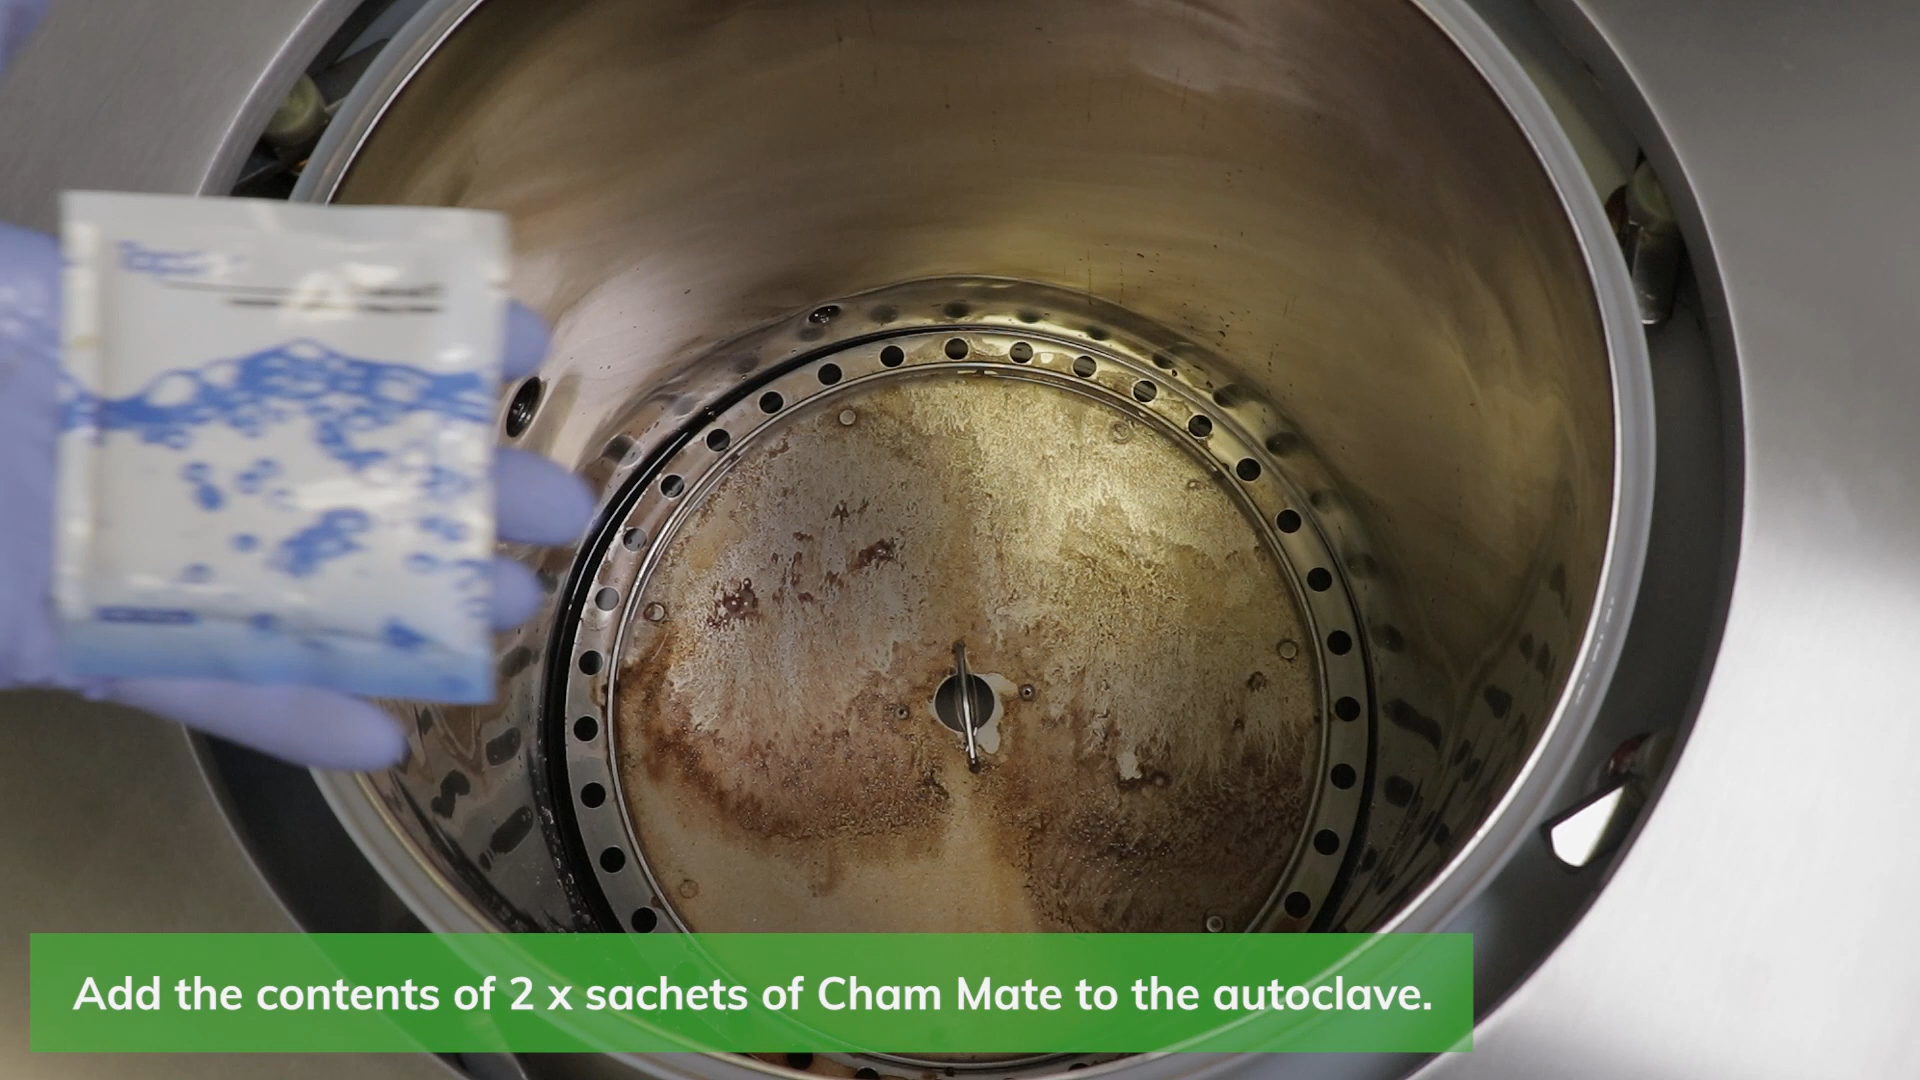 Add the contents of 2 x sachets of Cham Mate to the autoclave.